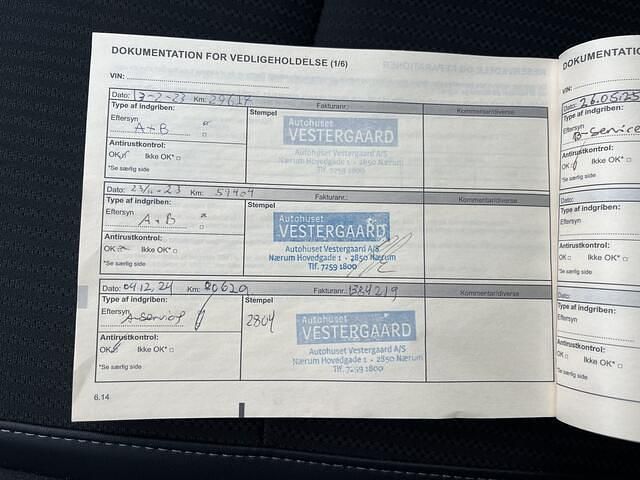 DOKUMENTATION FOR VEDLIGEHOLDELSE (1/6)
VIN:
Dato: 13-2-23 Km: 29617 Fakturanr.: Kommentar/diverse
Type af indgriben: Stempel
Eftersyn
A+B
Autohuset
VESTERGAARD
Autohuset Vestergaard A/S
Nærum Hovedgade 1 - 2850 Nærum
Tlf. 7259 1800
Antirustkontrol:
OK Ikke OK*
*Se særlig side
Dato: 23/11-23 Km: 59404 Fakturanr.: Kommentar/diverse
Type af indgriben: Stempel
Eftersyn
A+B
Autohuset
VESTERGAARD
Autohuset Vestergaard A/S
Nærum Hovedgade 1 - 2850 Nærum
Tlf. 7259 1800
Antirustkontrol:
OK Ikke OK*
*Se særlig side
Dato: 04.12.24 Km: 80629 Fakturanr.: 1384219 Kommentar/diverse
Type af indgriben: Stempel
Eftersyn A-service
2804
Autohuset
VESTERGAARD
Autohuset Vestergaard A/S
Nærum Hovedgade 1 - 2850 Nærum
Tlf. 7259 1800
Antirustkontrol:
OK Ikke OK*
*Se særlig side
6.14
DOKUMENTATIO
Dato: 26.05.25
Type af indgriben:
Eftersyn
B-service
Antirustkontrol:
OK Ikke OK*
*Se særlig side
Dato:
Type af indgriben:
Eftersyn
Antirustkontrol:
OK Ikke OK*
*Se særlig side
Dato:
Type af indgriben:
Eftersyn
Antirustkontrol:
OK Ikke OK
*Se særlig side